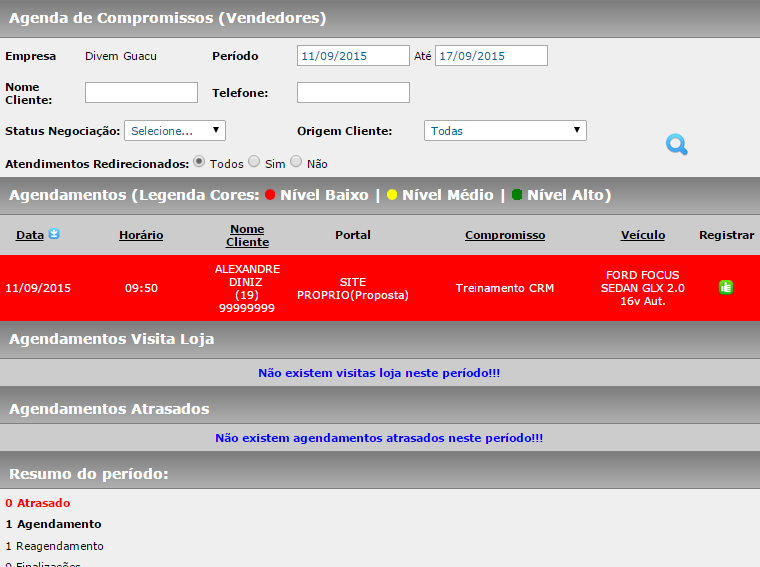 Agenda de Compromissos (Vendedores)
Empresa Divem Guacu Período 11/09/2015 Até 17/09/2015
Nome Cliente: Telefone:
Status Negociação: Selecione... Origem Cliente: Todas
Atendimentos Redirecionados: Todos Sim Não
Agendamentos (Legenda Cores: Nível Baixo | Nível Médio | Nível Alto)
Data Horário Nome Cliente Portal Compromisso Veículo Registrar
11/09/2015 09:50 ALEXANDRE DINIZ (19) 99999999 SITE PROPRIO(Proposta) Treinamento CRM FORD FOCUS SEDAN GLX 2.0 16v Aut.
Agendamentos Visita Loja
Não existem visitas loja neste período!!!
Agendamentos Atrasados
Não existem agendamentos atrasados neste período!!!
Resumo do período:
0 Atrasado
1 Agendamento
1 Reagendamento
0 Finalizações